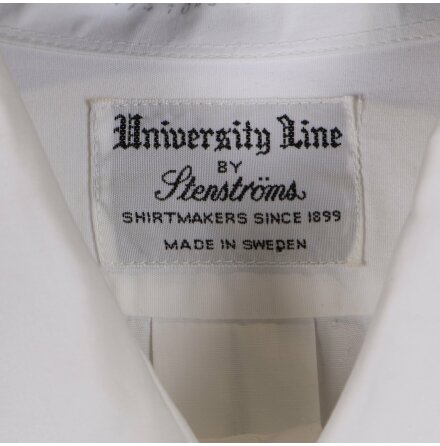 University Line
BY
Stenströms
SHIRTMAKERS SINCE 1899
MADE IN SWEDEN